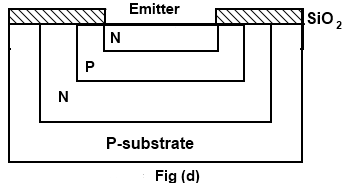 Emitter
SiO2
N
P
N
P-substrate
Fig (d)